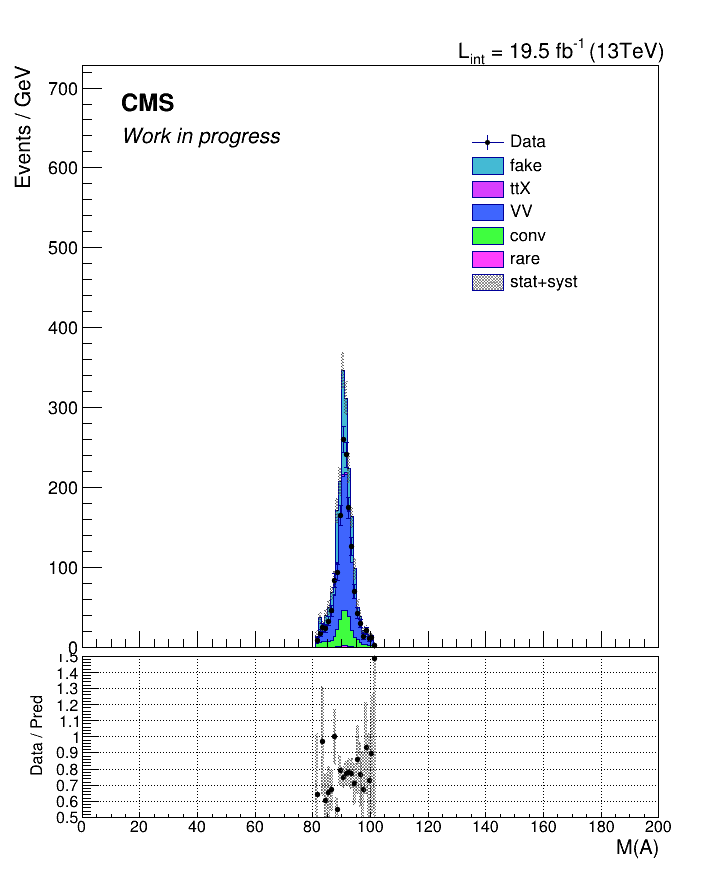 L_int = 19.5 fb^-1 (13TeV)
Events / GeV
700
600
500
400
300
200
100
0
CMS
Work in progress
Data
fake
ttX
VV
conv
rare
stat+syst
Data / Pred
1.5
1.4
1.3
1.2
1.1
1
0.9
0.8
0.7
0.6
0.5
0 20 40 60 80 100 120 140 160 180 200
M(A)